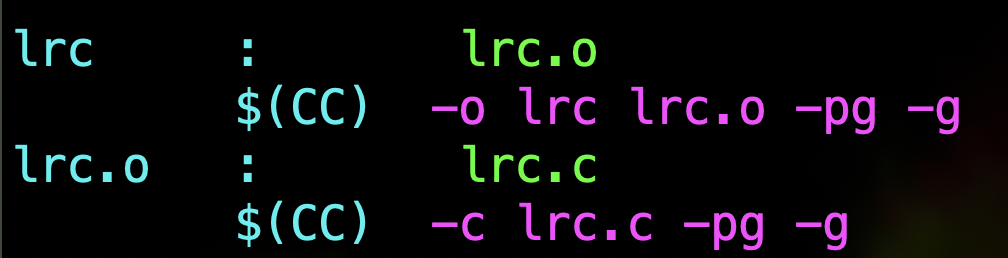 lrc : lrc.o
$(CC) -o lrc lrc.o -pg -g
lrc.o : lrc.c
$(CC) -c lrc.c -pg -g